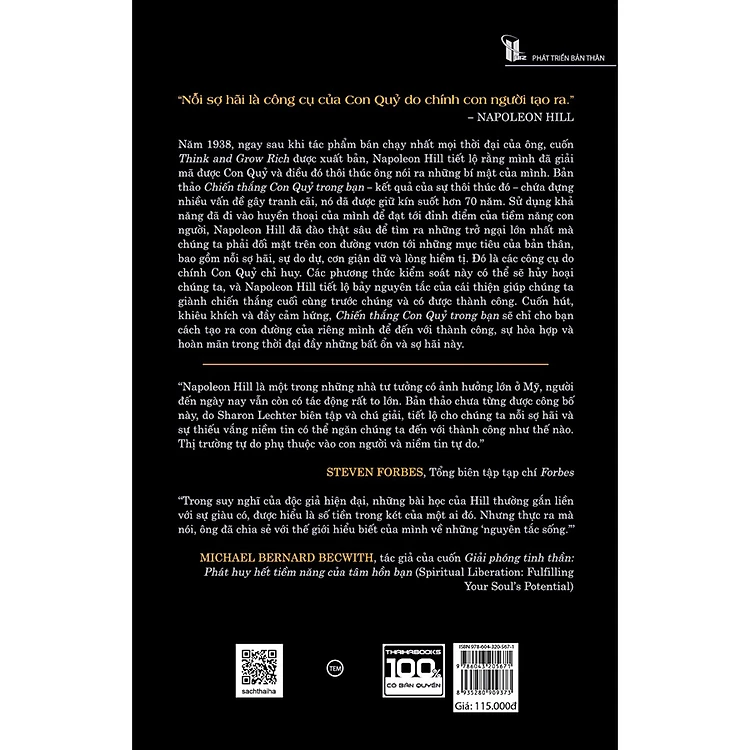 PHÁT TRIỂN BẢN THÂN
“Nỗi sợ hãi là công cụ của Con Quỷ do chính con người tạo ra.”
– NAPOLEON HILL
Năm 1938, ngay sau khi tác phẩm bán chạy nhất mọi thời đại của ông, cuốn
Think and Grow Rich được xuất bản, Napoleon Hill tiết lộ rằng mình đã giải
mã được Con Quỷ và điều đó thôi thúc ông nói ra những bí mật của mình. Bản
thảo Chiến thắng Con Quỷ trong bạn – kết quả của sự thôi thúc đó – chứa đựng
nhiều vấn đề gây tranh cãi, nó đã được giữ kín suốt hơn 70 năm. Sử dụng khả
năng đã đi vào huyền thoại của mình để đạt tới đỉnh điểm của tiềm năng con
người, Napoleon Hill đã đào thật sâu để tìm ra những trở ngại lớn nhất mà
chúng ta phải đối mặt trên con đường vươn tới những mục tiêu của bản thân,
bao gồm nỗi sợ hãi, sự do dự, cơn giận dữ và lòng hiềm tị. Đó là các công cụ do
chính Con Quỷ chỉ huy. Các phương thức kiểm soát này có thể sẽ hủy hoại
chúng ta, và Napoleon Hill tiết lộ bảy nguyên tắc của cái thiện giúp chúng ta
giành chiến thắng cuối cùng trước chúng và có được thành công. Cuốn hút,
khiêu khích và đầy cảm hứng, Chiến thắng Con Quỷ trong bạn sẽ chỉ cho bạn
cách tạo ra con đường của riêng mình để đến với thành công, sự hòa hợp và
hoàn mãn trong thời đại đầy những bất ổn và sợ hãi này.
“Napoleon Hill là một trong những nhà tư tưởng có ảnh hưởng lớn ở Mỹ, người
đến ngày nay vẫn còn có tác động rất to lớn. Bản thảo chưa từng được công bố
này, do Sharon Lechter biên tập và chú giải, tiết lộ cho chúng ta nỗi sợ hãi và
sự thiếu vắng niềm tin có thể ngăn chúng ta đến với thành công như thế nào.
Thị trường tự do phụ thuộc vào con người và niềm tin tự do.”
STEVEN FORBES, Tổng biên tập tạp chí Forbes
“Trong suy nghĩ của độc giả hiện đại, những bài học của Hill thường gắn liền
với sự giàu có, được hiểu là số tiền trong két của một ai đó. Nhưng thực ra mà
nói, ông đã chia sẻ với thế giới hiểu biết của mình về những ‘nguyên tắc sống.’”
MICHAEL BERNARD BECWITH, tác giả của cuốn Giải phóng tinh thần:
Phát huy hết tiềm năng của tâm hồn bạn (Spiritual Liberation: Fulfilling
Your Soul's Potential)
sachthaiha
TEM
THAIHABOOKS
100%
CÓ BẢN QUYỀN
ISBN 978-604-320-567-1
9 786043 205671
8 935280 909373
Giá: 115.000đ